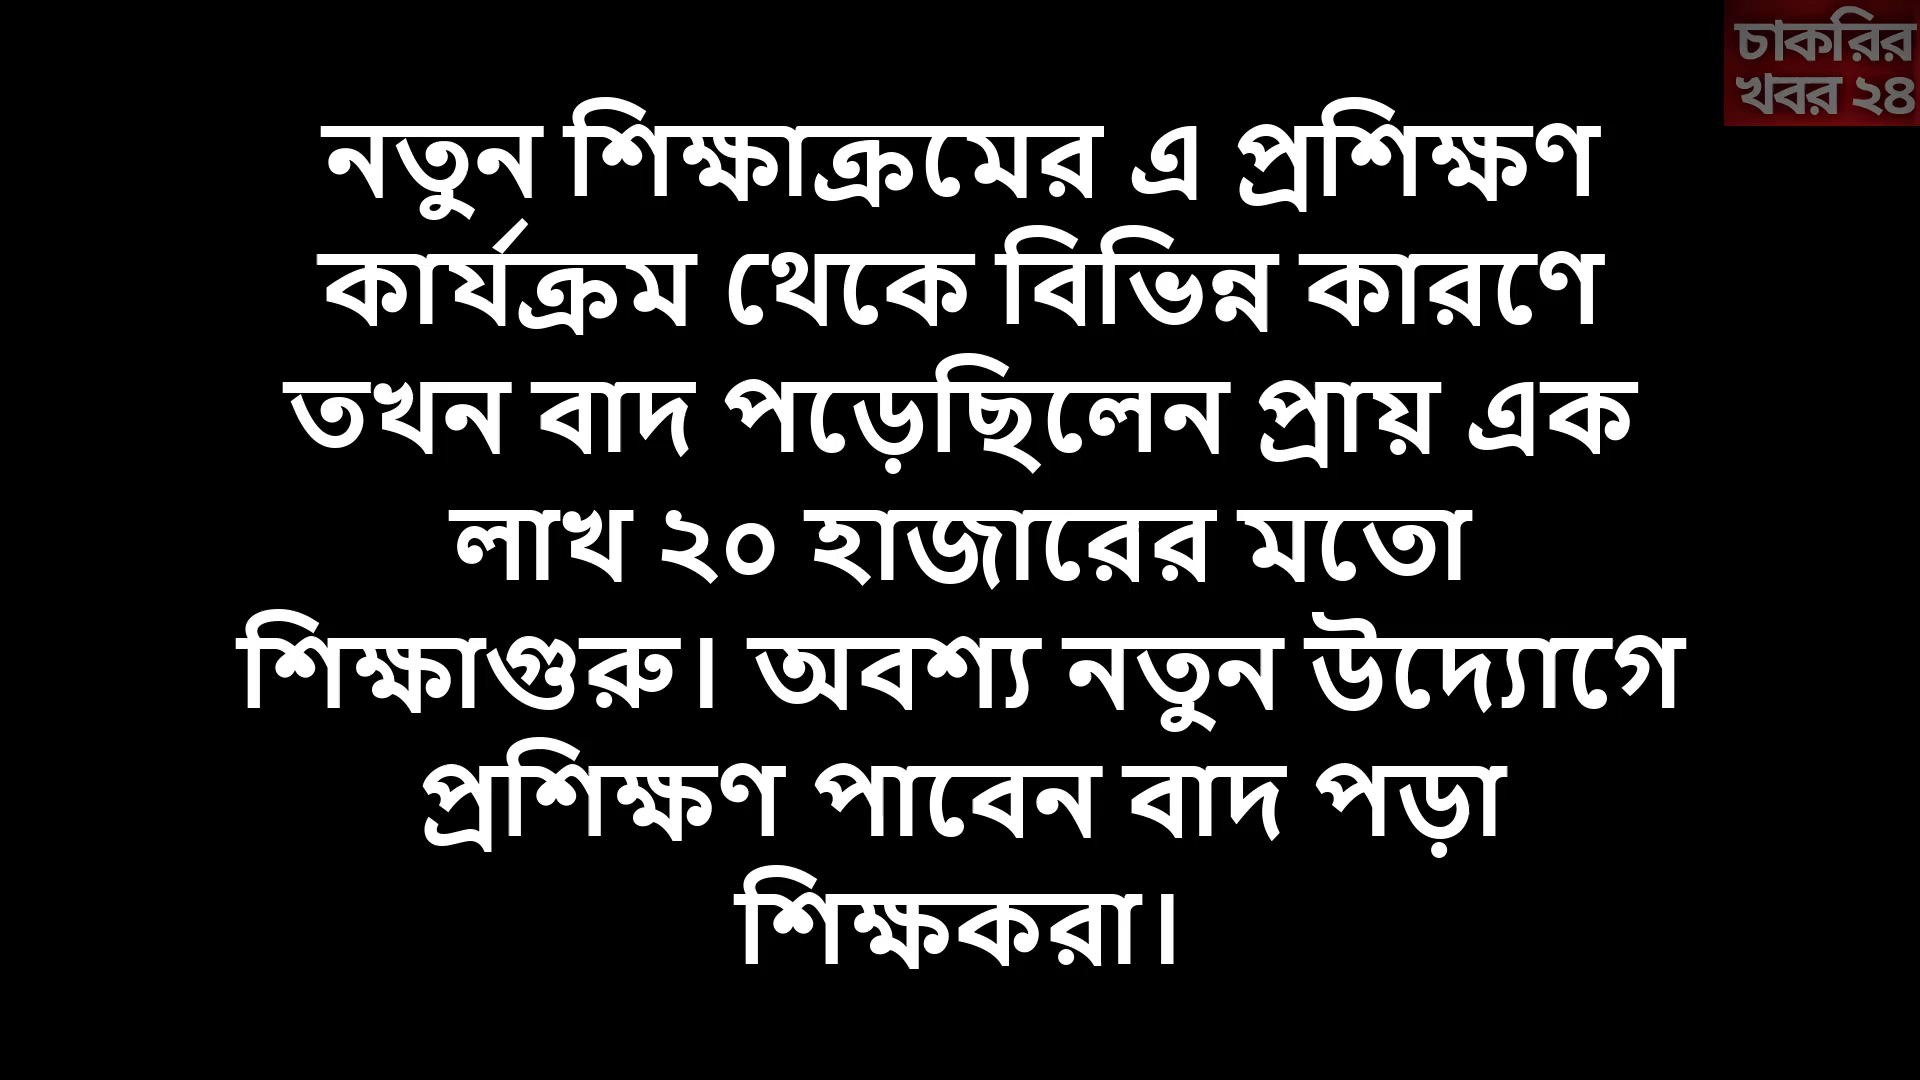 চাকরির
খবর ২৪
নতুন শিক্ষাক্রমের এ প্রশিক্ষণ
কার্যক্রম থেকে বিভিন্ন কারণে
তখন বাদ পড়েছিলেন প্রায় এক
লাখ ২০ হাজারের মতো
শিক্ষাগুরু। অবশ্য নতুন উদ্যোগে
প্রশিক্ষণ পাবেন বাদ পড়া
শিক্ষকরা।